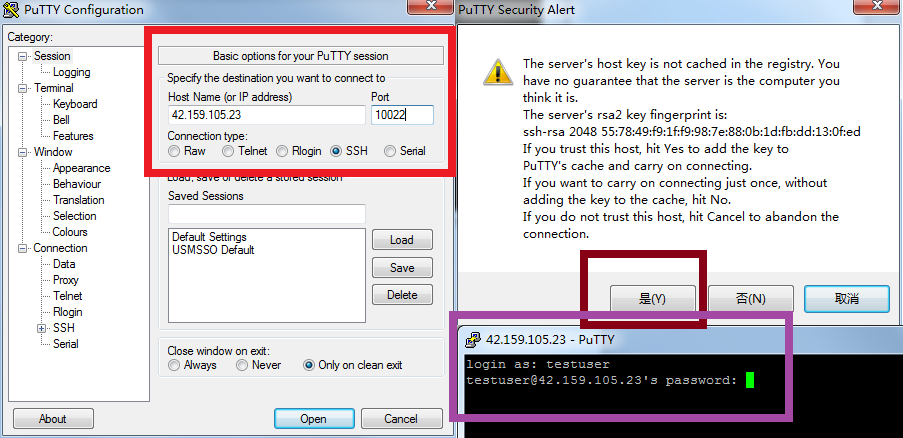 PuTTY Configuration
Category:
Session
Logging
Terminal
Keyboard
Bell
Features
Window
Appearance
Behaviour
Translation
Selection
Colours
Connection
Data
Proxy
Telnet
Rlogin
SSH
Serial
Basic options for your PuTTY session
Specify the destination you want to connect to
Host Name (or IP address) Port
42.159.105.23 10022
Connection type:
Raw Telnet Rlogin SSH Serial
Load, save or delete a stored session
Saved Sessions
Default Settings
USMSSO Default
Load
Save
Delete
Close window on exit:
Always Never Only on clean exit
About Open Cancel
PuTTY Security Alert
The server's host key is not cached in the registry. You
have no guarantee that the server is the computer you
think it is.
The server's rsa2 key fingerprint is:
ssh-rsa 2048 55:78:49:f9:1f:f9:98:7e:88:0b:1d:fb:dd:13:0f:ed
If you trust this host, hit Yes to add the key to
PuTTY's cache and carry on connecting.
If you want to carry on connecting just once, without
adding the key to the cache, hit No.
If you do not trust this host, hit Cancel to abandon the
connection.
是(Y) 否(N) 取消
42.159.105.23 - PuTTY
login as: testuser
testuser@42.159.105.23's password: